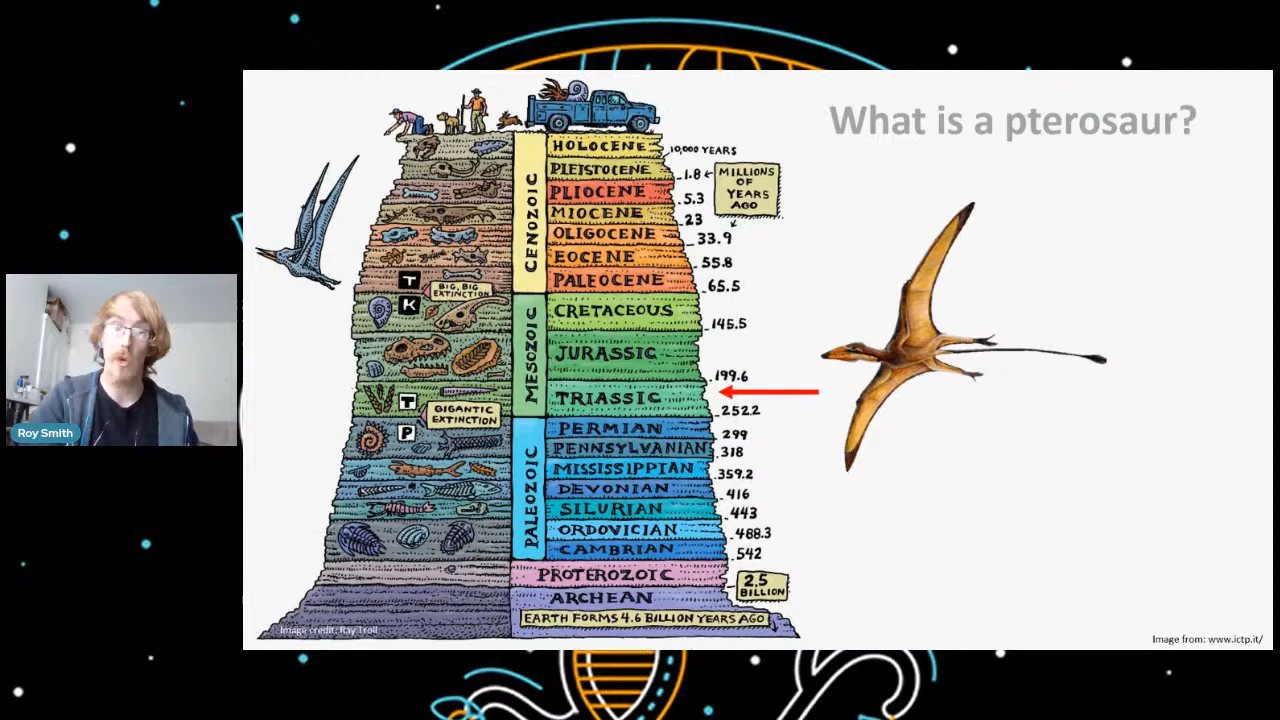 What is a pterosaur?
HOLOCENE
10,000 YEARS
PLEISTOCENE
1.8
MILLIONS
OF
YEARS
AGO
PLIOCENE
5.3
MIOCENE
23
OLIGOCENE
33.9
EOCENE
55.8
PALEOCENE
65.5
CENOZOIC
T
BIG, BIG
EXTINCTION
K
CRETACEOUS
145.5
JURASSIC
199.6
TRIASSIC
252.2
MESOZOIC
T
GIGANTIC
EXTINCTION
P
PERMIAN
299
PENNSYLVANIAN
318
MISSISSIPPIAN
359.2
DEVONIAN
416
SILURIAN
443
ORDOVICIAN
488.3
CAMBRIAN
542
PALEOZOIC
PROTEROZOIC
2.5
BILLION
ARCHEAN
EARTH FORMS 4.6 BILLION YEARS AGO
Image credit: Ray Troll
Image from: www.ictp.it/
Roy Smith